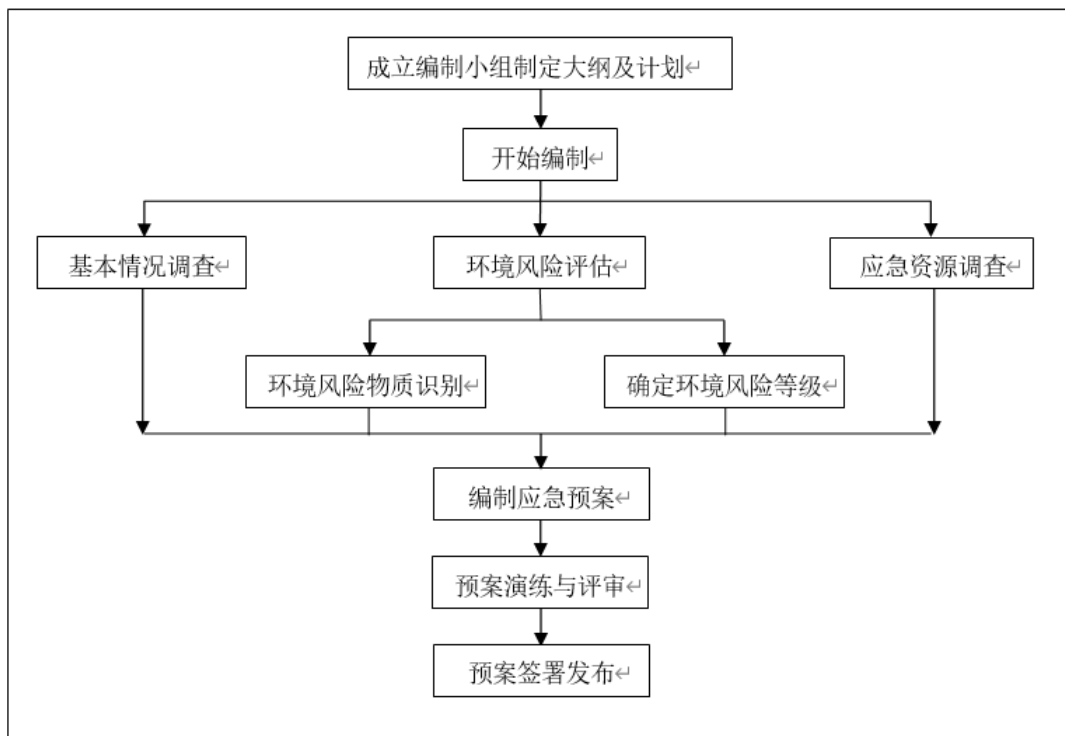 成立编制小组制定大纲及计划↵
开始编制↵
基本情况调查↵
环境风险评估↵
应急资源调查↵
环境风险物质识别↵
确定环境风险等级↵
编制应急预案↵
预案演练与评审↵
预案签署发布↵